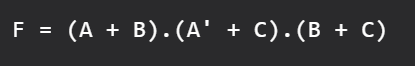 F = (A + B).(A' + C).(B + C)